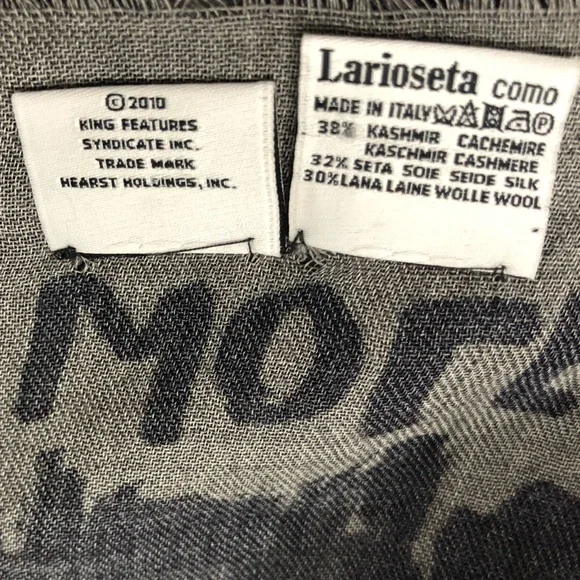 © 2010
KING FEATURES
SYNDICATE INC.
TRADE MARK
HEARST HOLDINGS, INC.
Larioseta como
MADE IN ITALY
38% KASHMIR CACHEMIRE
KASCHMIR CASHMERE
32% SETA SOIE SEIDE SILK
30% LANA LAINE WOLLE WOOL